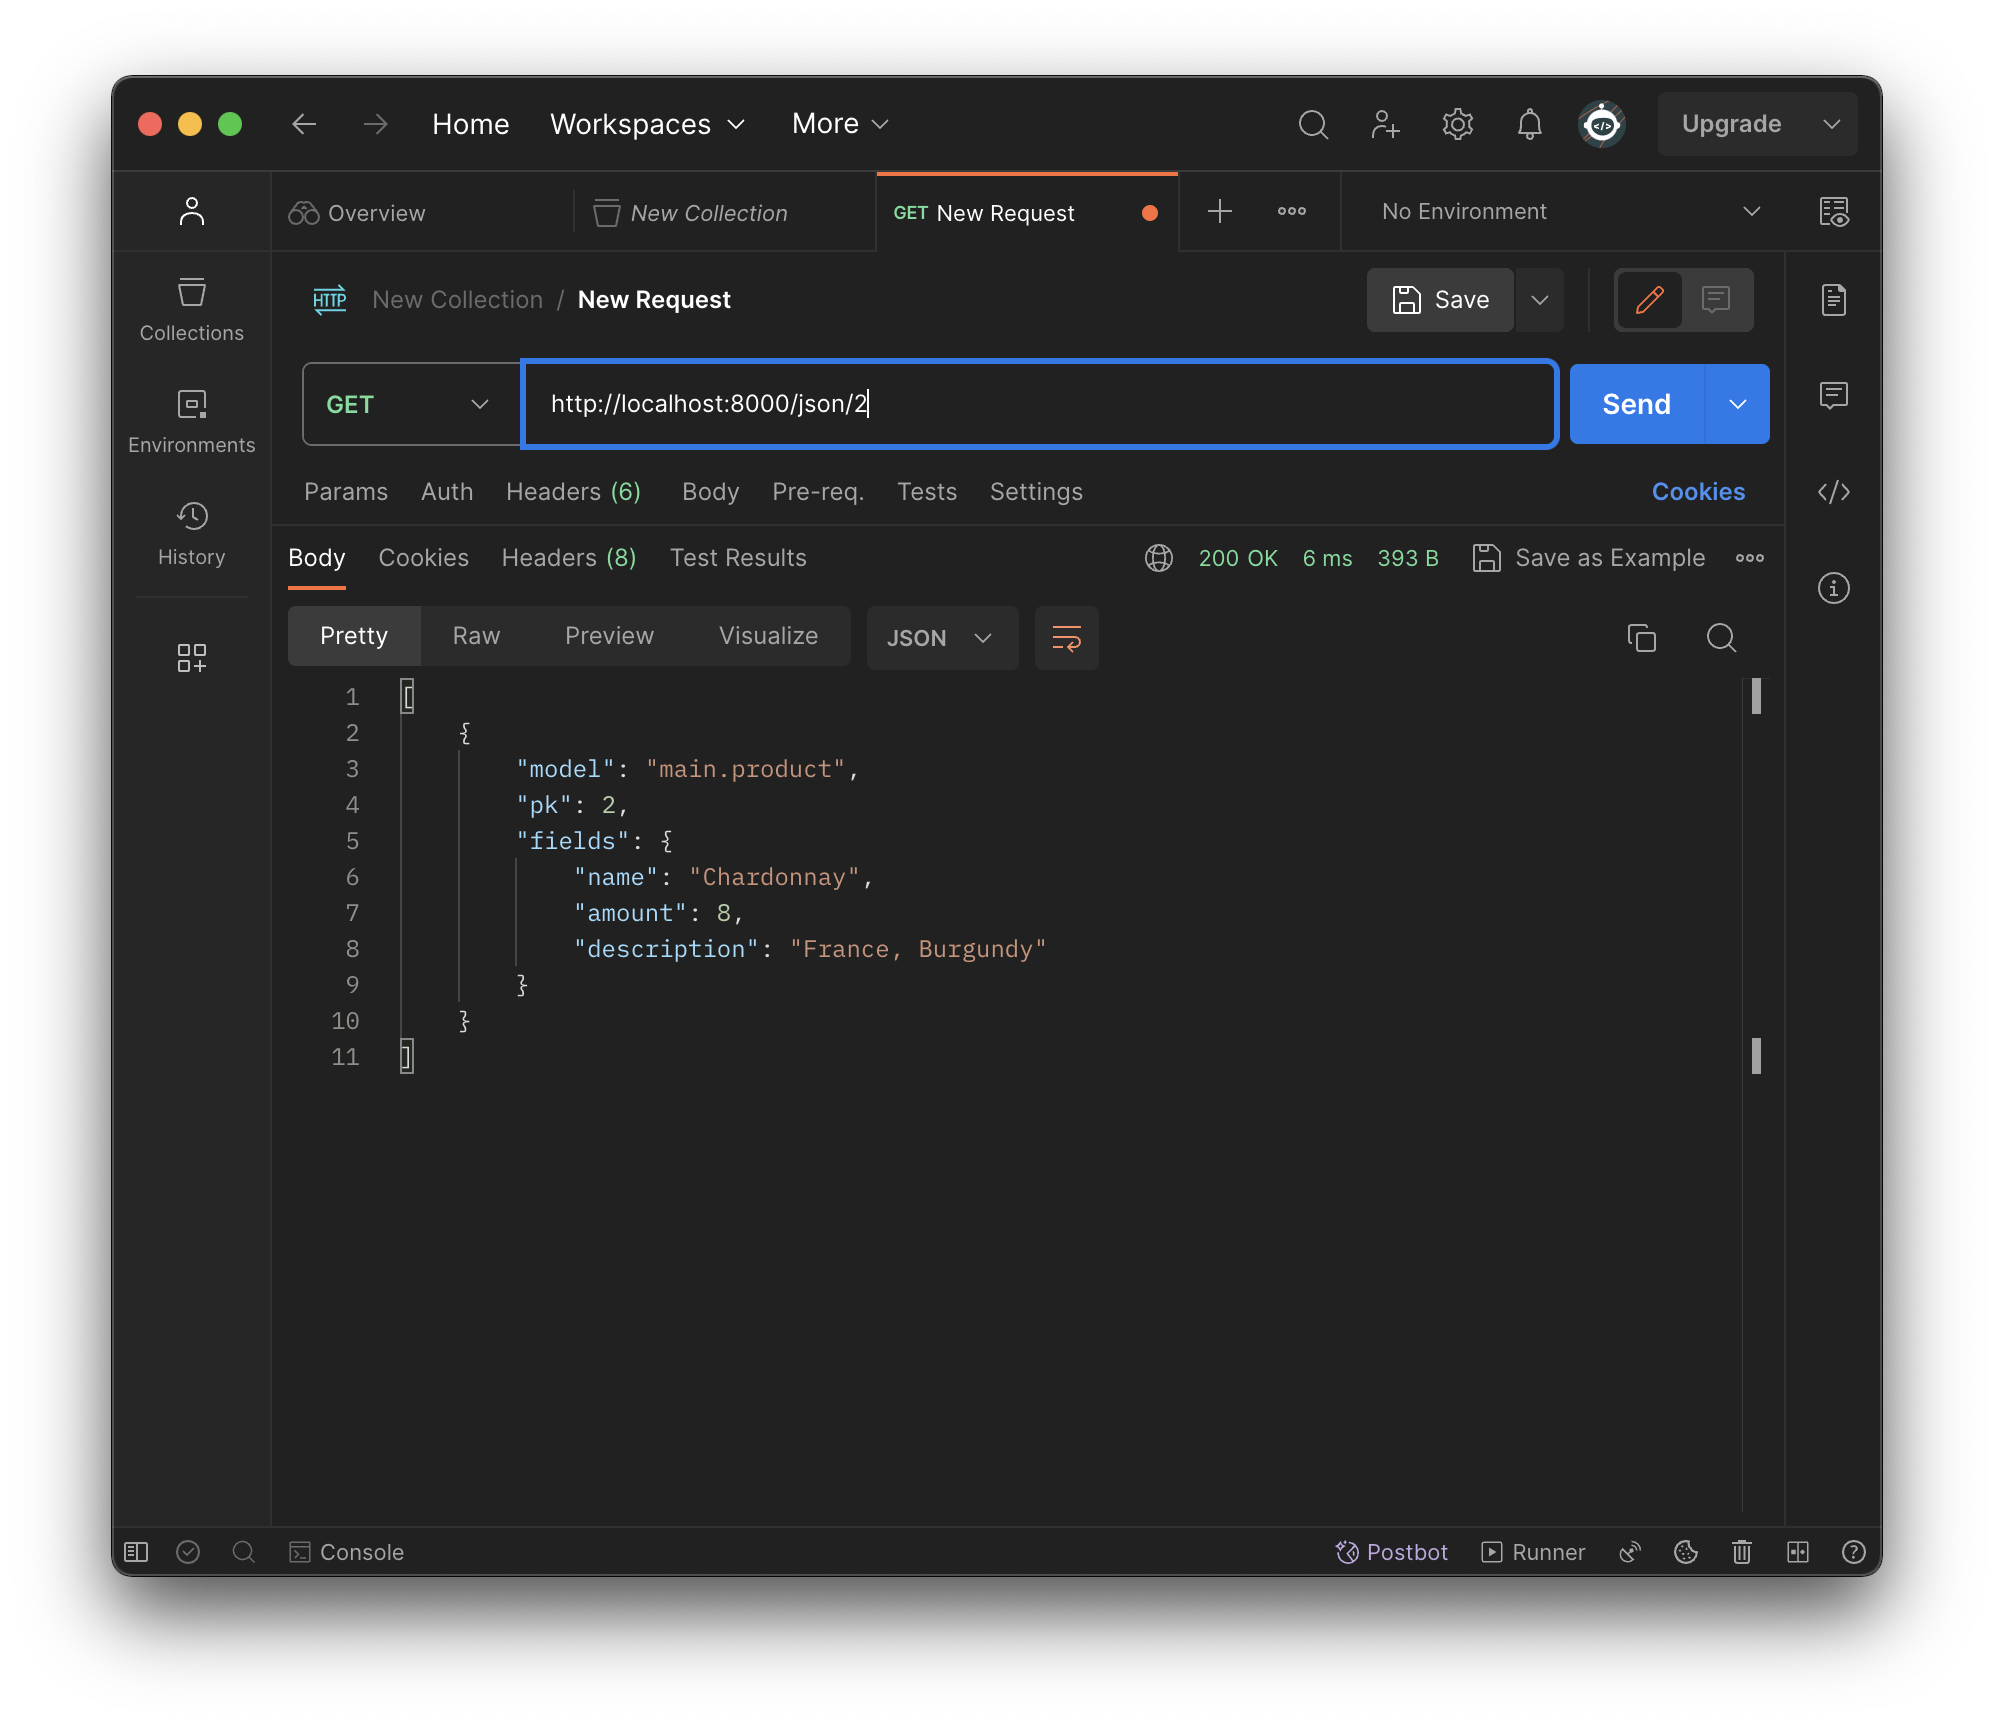 Home Workspaces More Upgrade
Overview New Collection GET New Request No Environment
HTTP New Collection / New Request Save
Collections
GET http://localhost:8000/json/2 Send
Environments
Params Auth Headers (6) Body Pre-req. Tests Settings Cookies
History
Body Cookies Headers (8) Test Results 200 OK 6 ms 393 B Save as Example
Pretty Raw Preview Visualize JSON
1 [
2 {
3 "model": "main.product",
4 "pk": 2,
5 "fields": {
6 "name": "Chardonnay",
7 "amount": 8,
8 "description": "France, Burgundy"
9 }
10 }
11 ]
Console Postbot Runner